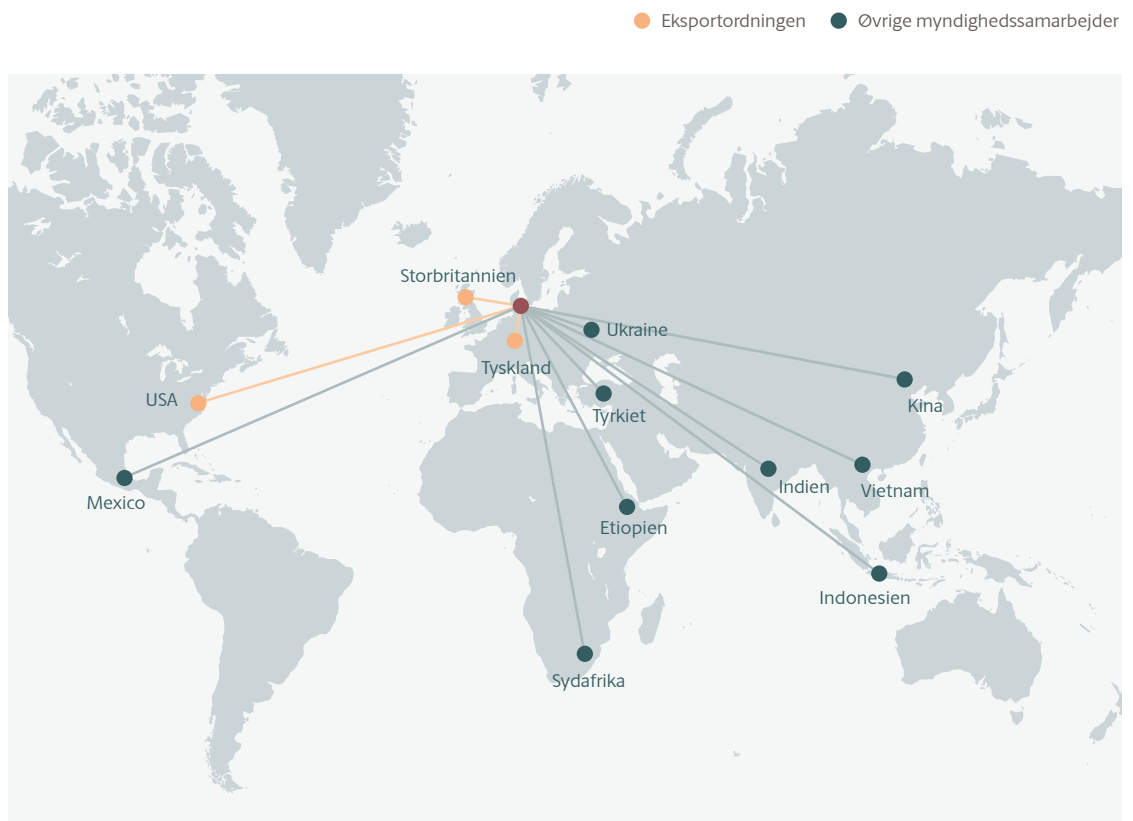 Eksportordningen
Øvrige myndighedssamarbejder
Storbritannien
Ukraine
Tyskland
USA
Kina
Tyrkiet
Mexico
Indien
Vietnam
Etiopien
Indonesien
Sydafrika